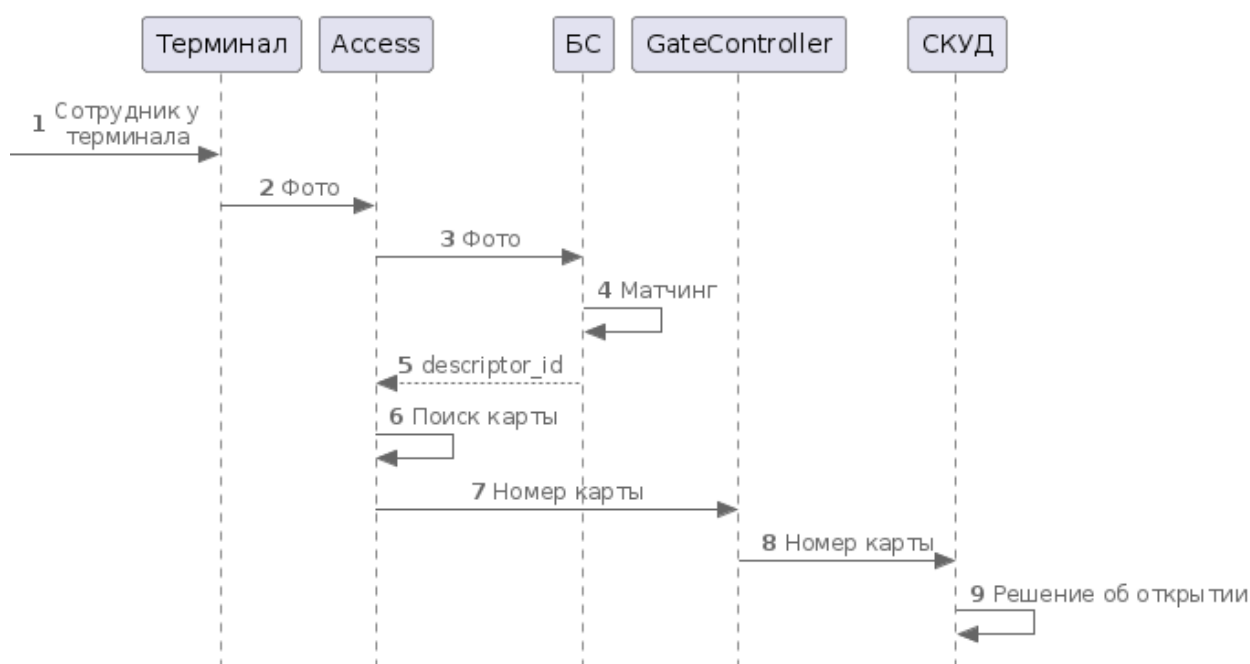 Терминал
Access
БС
GateController
СКУД
1 Сотрудник у
терминала
2 Фото
3 Фото
4 Матчинг
5 descriptor_id
6 Поиск карты
7 Номер карты
8 Номер карты
9 Решение об открытии